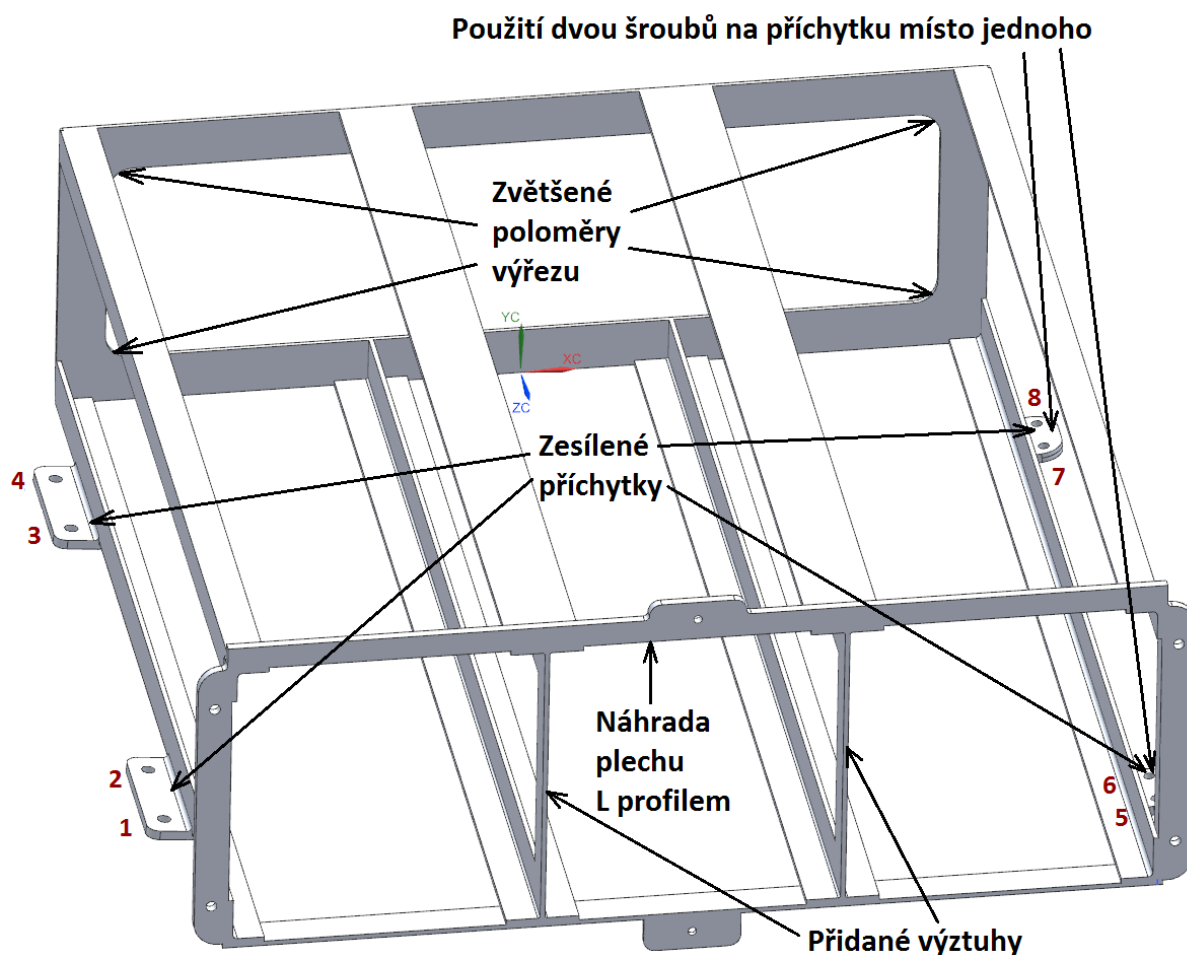 Použití dvou šroubů na příchytku místo jednoho
Zvětšené
poloměry
výřezu
YC
XC
ZC
8
Zesílené
příchytky
4
7
3
Náhrada
plechu
L profilem
2
6
1
5
Přidané výztuhy